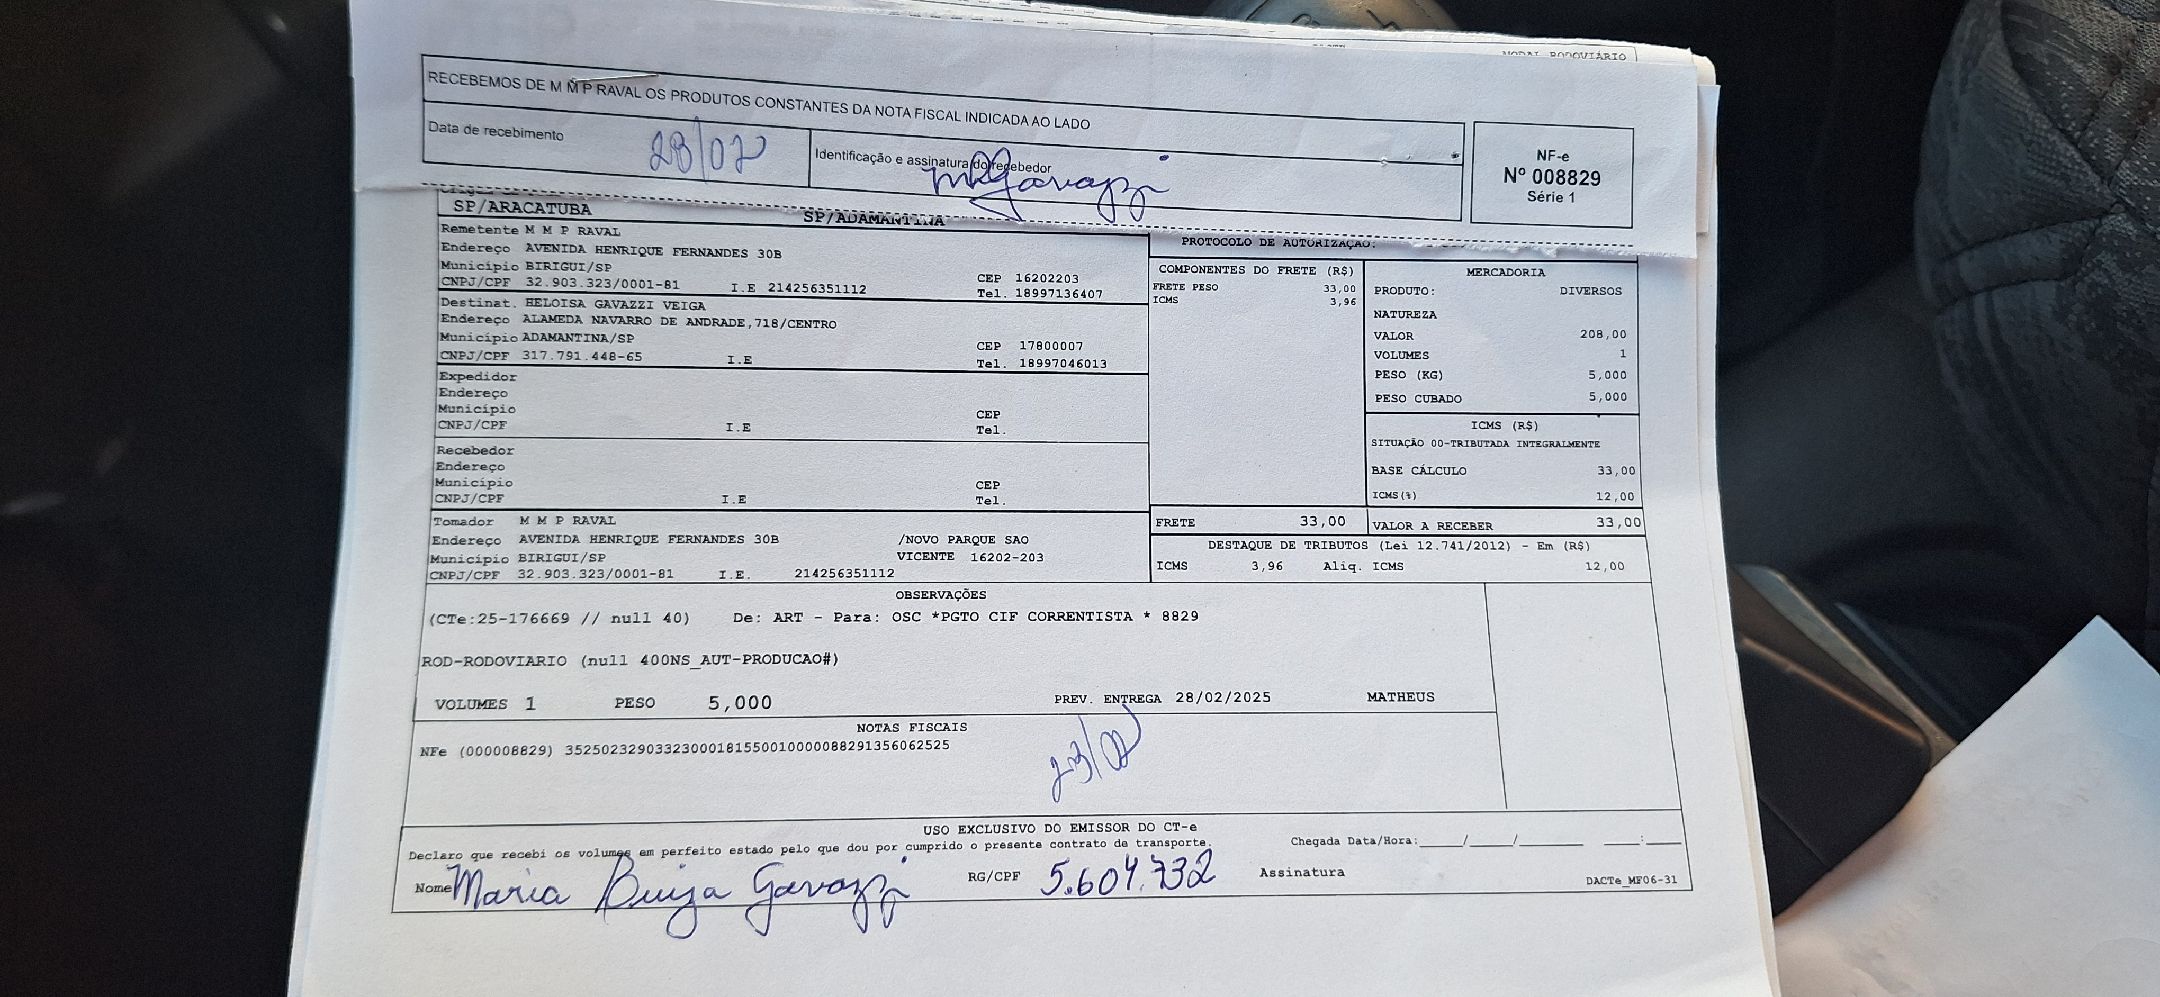 MODAL RODOVIÁRIO
RECEBEMOS DE M M P RAVAL OS PRODUTOS CONSTANTES DA NOTA FISCAL INDICADA AO LADO
Data de recebimento 28/02
Identificação e assinatura do recebedor
NF-e
Nº 008829
Série 1
SP/ARACATUBA SP/ADAMANTINA
Remetente M M P RAVAL
Endereço AVENIDA HENRIQUE FERNANDES 30B
Município BIRIGUI/SP CEP 16202203
CNPJ/CPF 32.903.323/0001-81 I.E 214256351112 Tel. 18997136407
Destinat. HELOISA GAVAZZI VEIGA
Endereço ALAMEDA NAVARRO DE ANDRADE,718/CENTRO
Município ADAMANTINA/SP CEP 17800007
CNPJ/CPF 317.791.448-65 I.E Tel. 18997046013
Expedidor
Endereço
Município CEP
CNPJ/CPF I.E Tel.
Recebedor
Endereço
Município CEP
CNPJ/CPF I.E Tel.
Tomador M M P RAVAL
Endereço AVENIDA HENRIQUE FERNANDES 30B /NOVO PARQUE SAO
Município BIRIGUI/SP VICENTE 16202-203
CNPJ/CPF 32.903.323/0001-81 I.E. 214256351112
PROTOCOLO DE AUTORIZAÇÃO:
COMPONENTES DO FRETE (R$)
FRETE PESO 33,00
ICMS 3,96
MERCADORIA
PRODUTO: DIVERSOS
NATUREZA
VALOR 208,00
VOLUMES 1
PESO (KG) 5,000
PESO CUBADO 5,000
ICMS (R$)
SITUAÇÃO 00-TRIBUTADA INTEGRALMENTE
BASE CÁLCULO 33,00
ICMS(%) 12,00
FRETE 33,00 VALOR A RECEBER 33,00
DESTAQUE DE TRIBUTOS (Lei 12.741/2012) - Em (R$)
ICMS 3,96 Aliq. ICMS 12,00
OBSERVAÇÕES
(CTe:25-176669 // null 40) De: ART - Para: OSC *PGTO CIF CORRENTISTA * 8829
ROD-RODOVIARIO (null 400NS_AUT-PRODUCAO#)
VOLUMES 1 PESO 5,000 PREV. ENTREGA 28/02/2025 MATHEUS
NOTAS FISCAIS
NFe (000008829) 35250232903323000181550010000088291356062525
USO EXCLUSIVO DO EMISSOR DO CT-e
Declaro que recebi os volumes em perfeito estado pelo que dou por cumprido o presente contrato de transporte. Chegada Data/Hora:____/____/_______ ____:____
Nome Maria Gavazzi RG/CPF 5.604.732 Assinatura DACTe_MF06-31